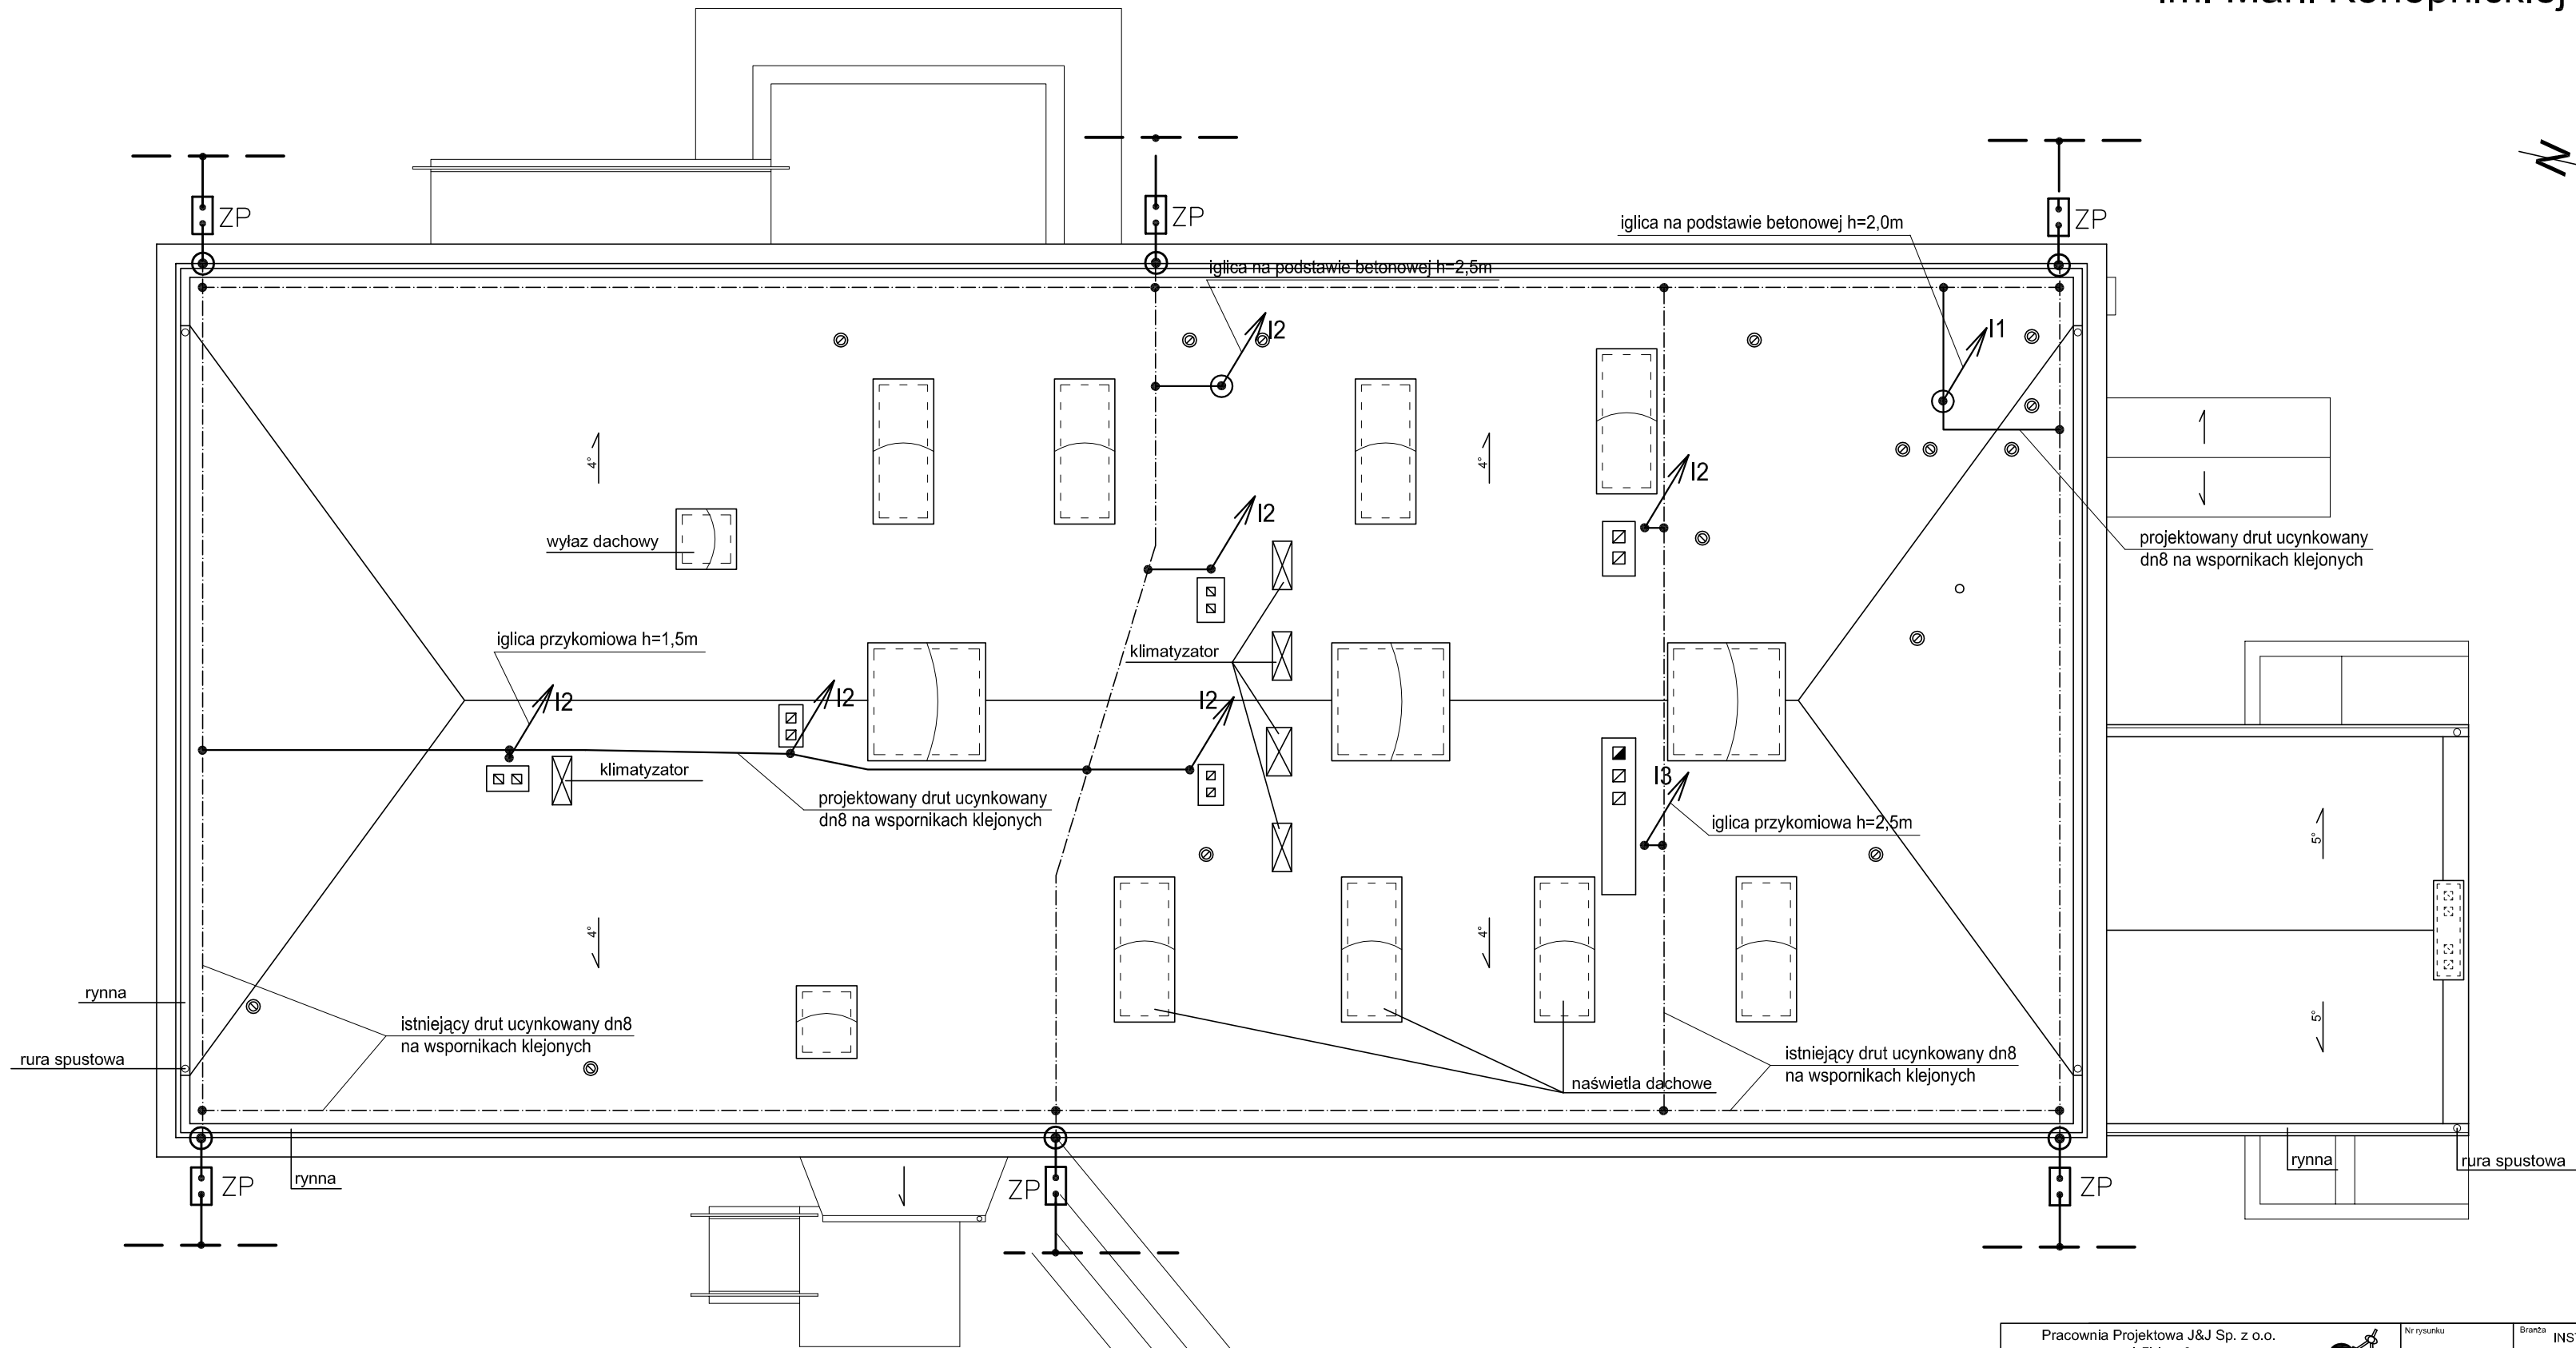 im. Marii Konopnickiej
N
ZP
ZP
ZP
iglica na podstawie betonowej h=2,0m
iglica na podstawie betonowej h=2,5m
I2
I1
4°
4°
I2
I2
wyłaz dachowy
projektowany drut ucynkowany
dn8 na wspornikach klejonych
iglica przykomiowa h=1,5m
klimatyzator
I2
I2
I2
klimatyzator
I3
projektowany drut ucynkowany
dn8 na wspornikach klejonych
iglica przykomiowa h=2,5m
5°
4°
4°
rynna
istniejący drut ucynkowany dn8
na wspornikach klejonych
5°
rura spustowa
istniejący drut ucynkowany dn8
na wspornikach klejonych
naświetla dachowe
rynna
ZP
ZP
ZP
rynna
rura spustowa
Pracownia Projektowa J&J Sp. z o.o.
Nr rysunku
Branża